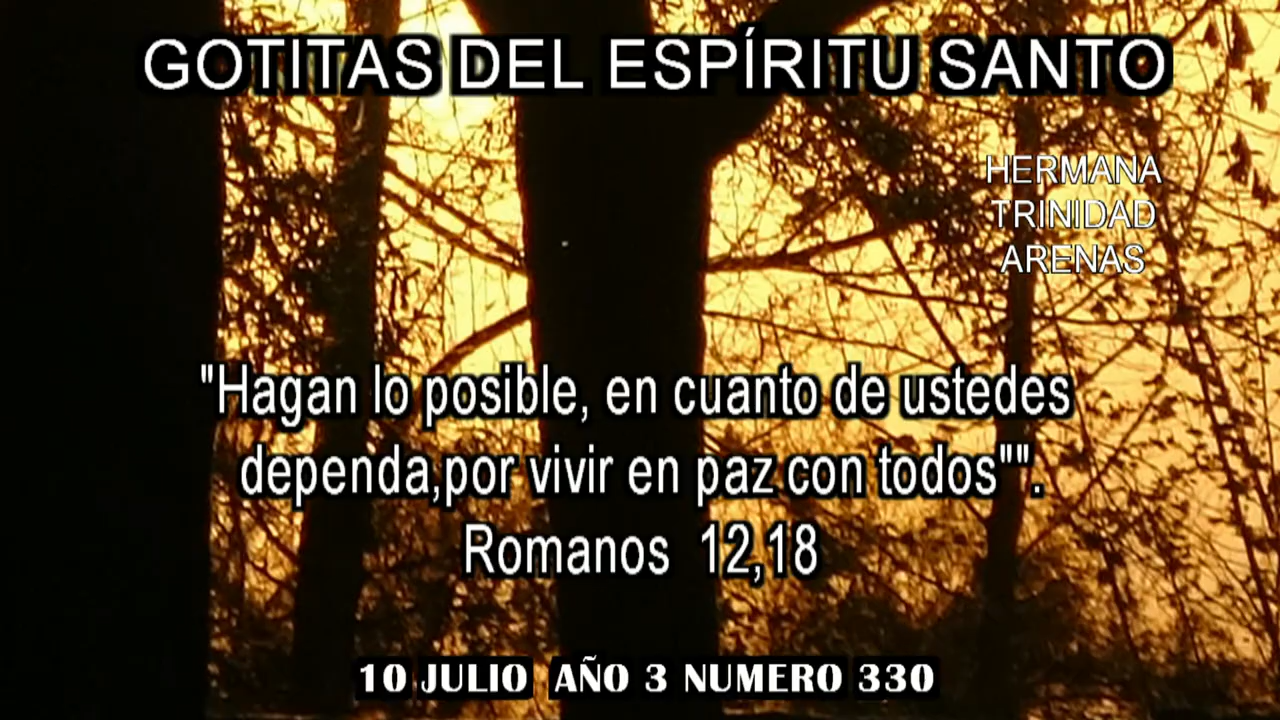 GOTITAS DEL ESPÍRITU SANTO
HERMANA
TRINIDAD
ARENAS
"Hagan lo posible, en cuanto de ustedes
dependa,por vivir en paz con todos"".
Romanos 12,18
10 JULIO AÑO 3 NUMERO 330